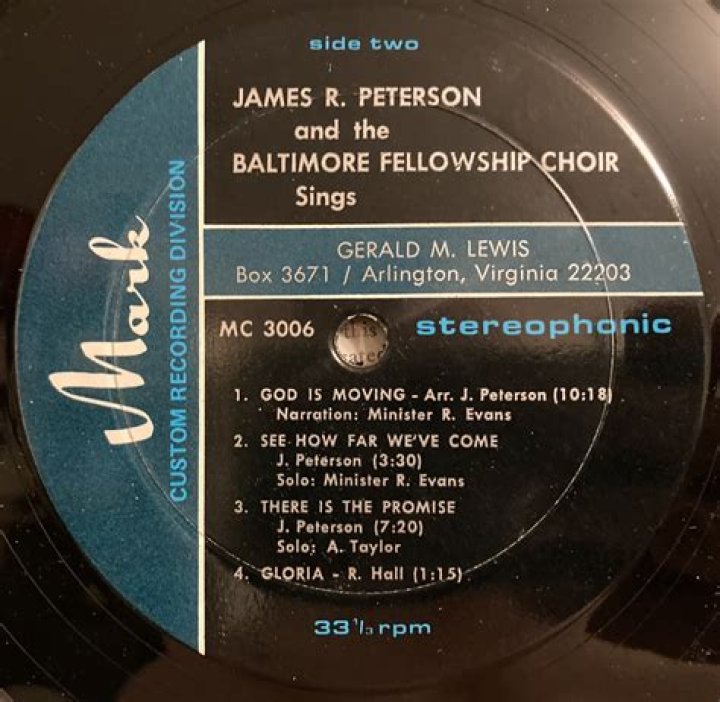 side two
JAMES R. PETERSON
and the
BALTIMORE FELLOWSHIP CHOIR
Sings
GERALD M. LEWIS
Box 3671 / Arlington, Virginia 22203
Mark
CUSTOM RECORDING DIVISION
MC 3006
stereophonic
1. GOD IS MOVING - Arr. J. Peterson (10:18)
Narration: Minister R. Evans
2. SEE HOW FAR WE'VE COME
J. Peterson (3:30)
Solo: Minister R. Evans
3. THERE IS THE PROMISE
J. Peterson (7:20)
Solo: A. Taylor
4. GLORIA - R. Hall (1:15)
33 1/3 rpm